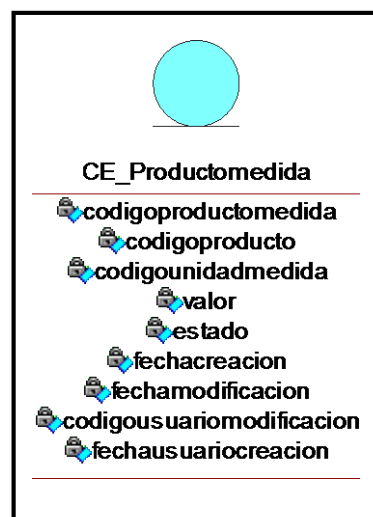 CE_Productomedida
codigoproductomedida
codigoproducto
codigounidadmedida
valor
estado
fechacreacion
fechamodificacion
codigousuariomodificacion
fechausuariocreacion